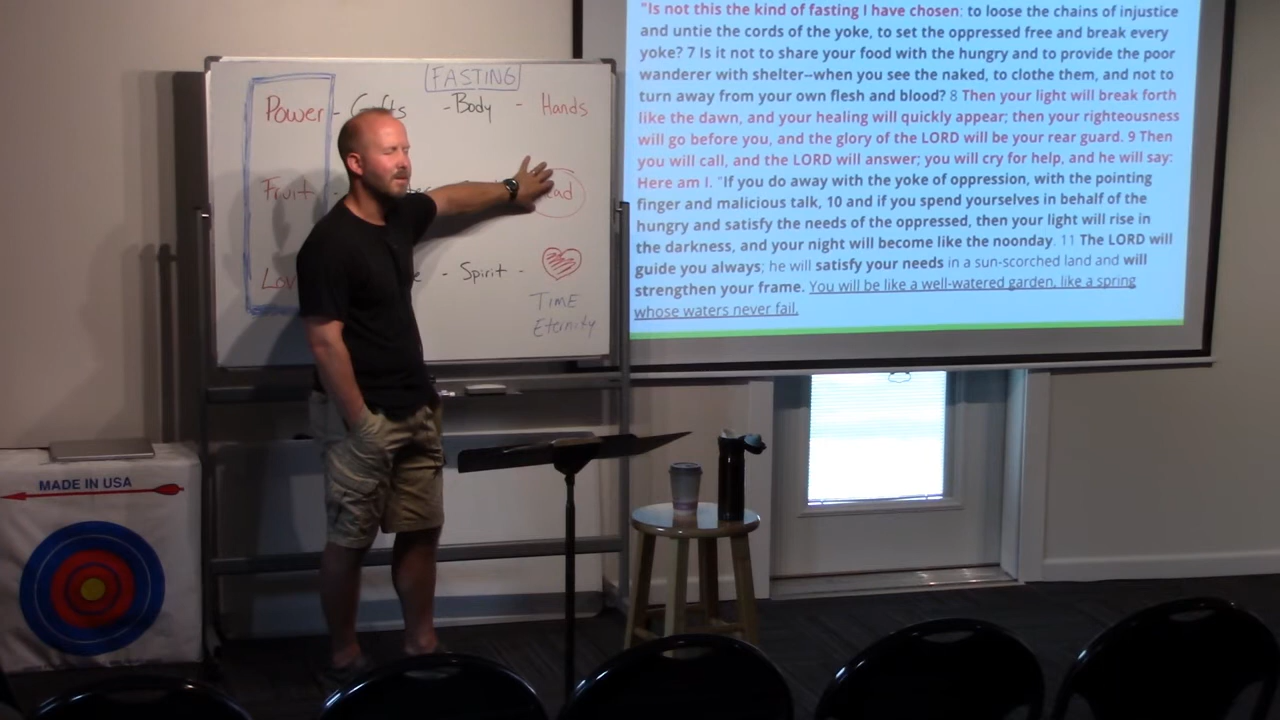 FASTING
Power - Gifts - Body - Hands
Fruit -
Spirit -
TIME
Eternity
"Is not this the kind of fasting I have chosen: to loose the chains of injustice
and untie the cords of the yoke, to set the oppressed free and break every
yoke? 7 Is it not to share your food with the hungry and to provide the poor
wanderer with shelter--when you see the naked, to clothe them, and not to
turn away from your own flesh and blood? 8 Then your light will break forth
like the dawn, and your healing will quickly appear; then your righteousness
will go before you, and the glory of the LORD will be your rear guard. 9 Then
you will call, and the LORD will answer; you will cry for help, and he will say:
Here am I. "If you do away with the yoke of oppression, with the pointing
finger and malicious talk, 10 and if you spend yourselves in behalf of the
hungry and satisfy the needs of the oppressed, then your light will rise in
the darkness, and your night will become like the noonday. 11 The LORD will
guide you always; he will satisfy your needs in a sun-scorched land and will
strengthen your frame. You will be like a well-watered garden, like a spring
whose waters never fail.
MADE IN USA